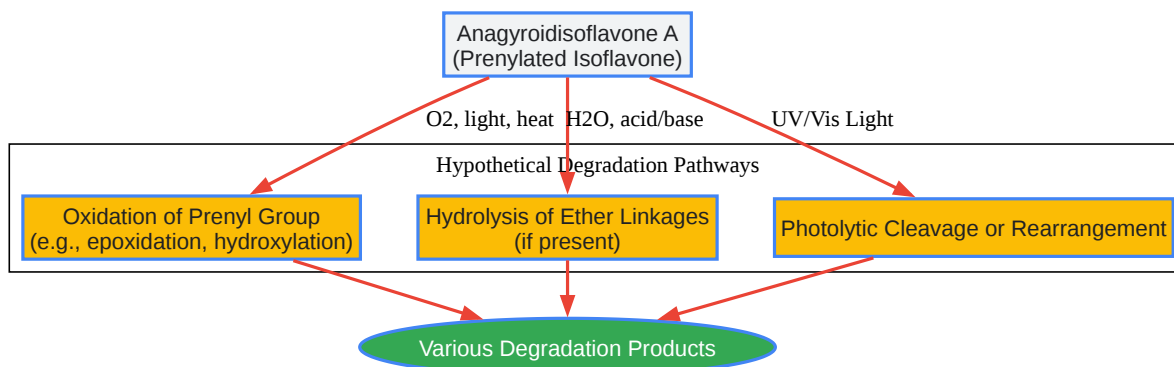 Anagyroidisoflavone A
(Prenylated Isoflavone)
O2, light, heat
H2O, acid/base
UV/Vis Light
Hypothetical Degradation Pathways
Oxidation of Prenyl Group
(e.g., epoxidation, hydroxylation)
Hydrolysis of Ether Linkages
(if present)
Photolytic Cleavage or Rearrangement
Various Degradation Products